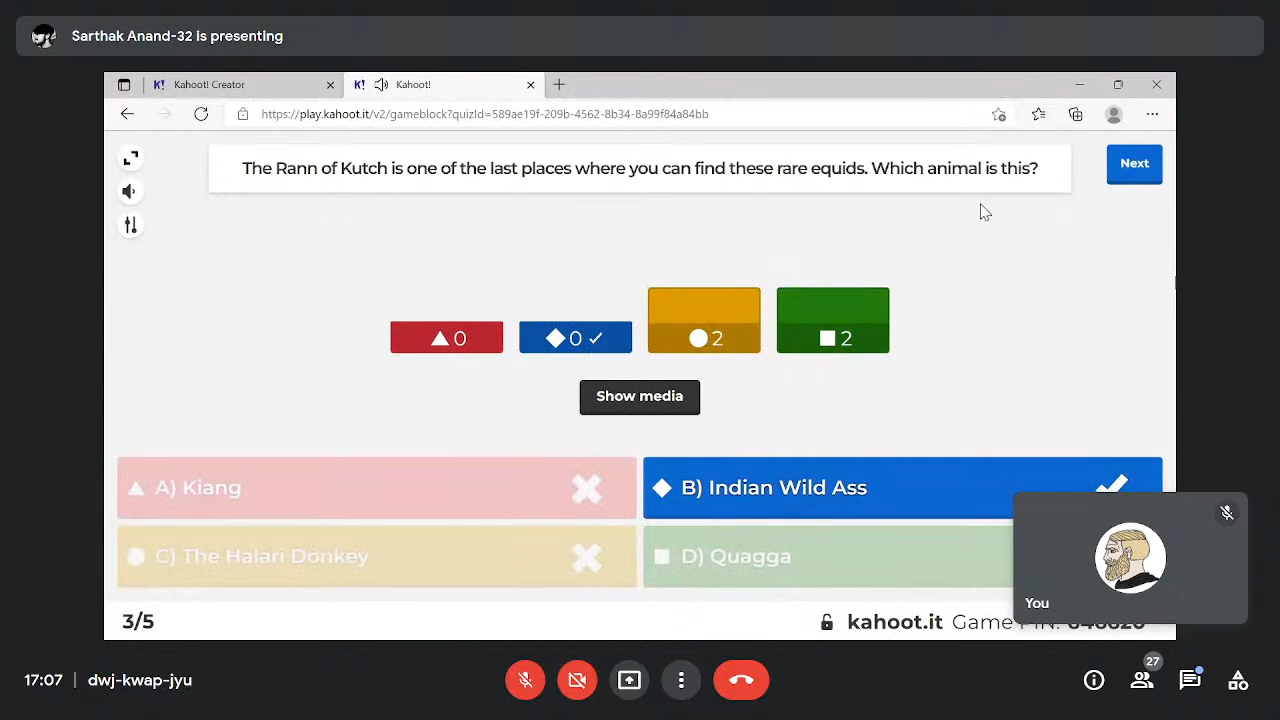 Sarthak Anand-32 is presenting
Kahoot! Creator
Kahoot!
https://play.kahoot.it/v2/gameblock?quizId=589ae19f-209b-4562-8b34-8a99f84a84bb
The Rann of Kutch is one of the last places where you can find these rare equids. Which animal is this?
Next
0
0
2
2
Show media
A) Kiang
B) Indian Wild Ass
C) The Halari Donkey
D) Quagga
You
3/5
kahoot.it Game PIN:
27
17:07 | dwj-kwap-jyu